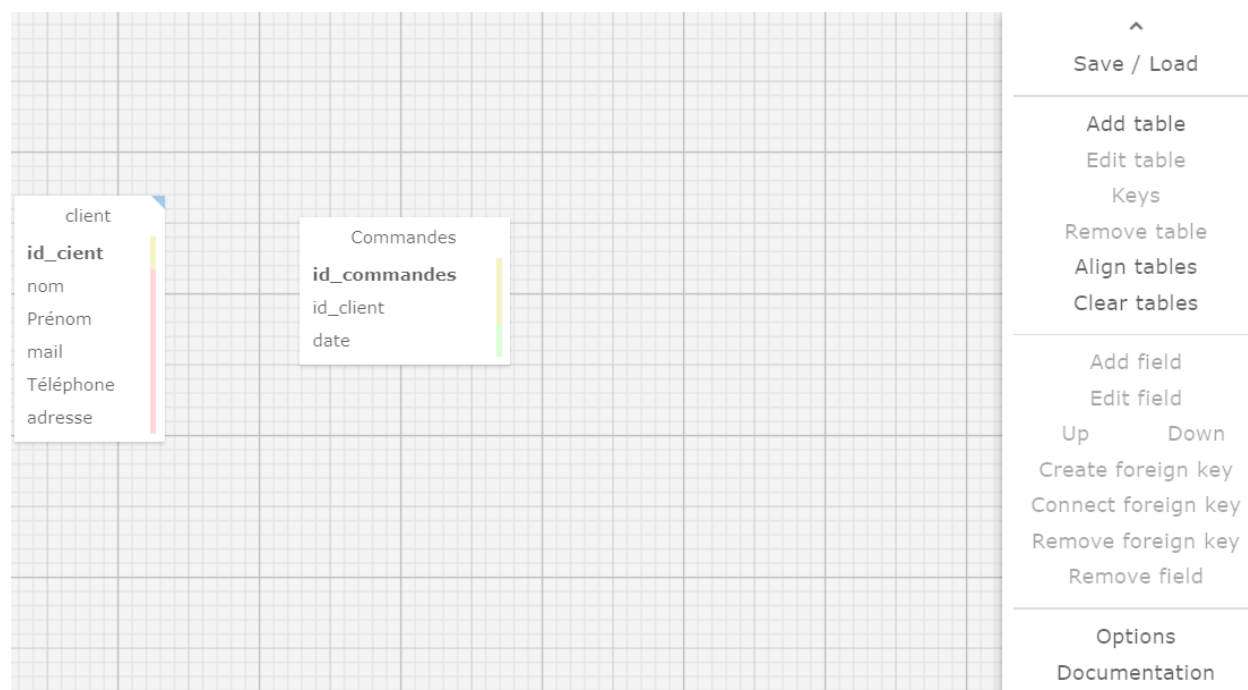 client
id_cient
nom
Prénom
mail
Téléphone
adresse
Commandes
id_commandes
id_client
date
Save / Load
Add table
Edit table
Keys
Remove table
Align tables
Clear tables
Add field
Edit field
Up Down
Create foreign key
Connect foreign key
Remove foreign key
Remove field
Options
Documentation